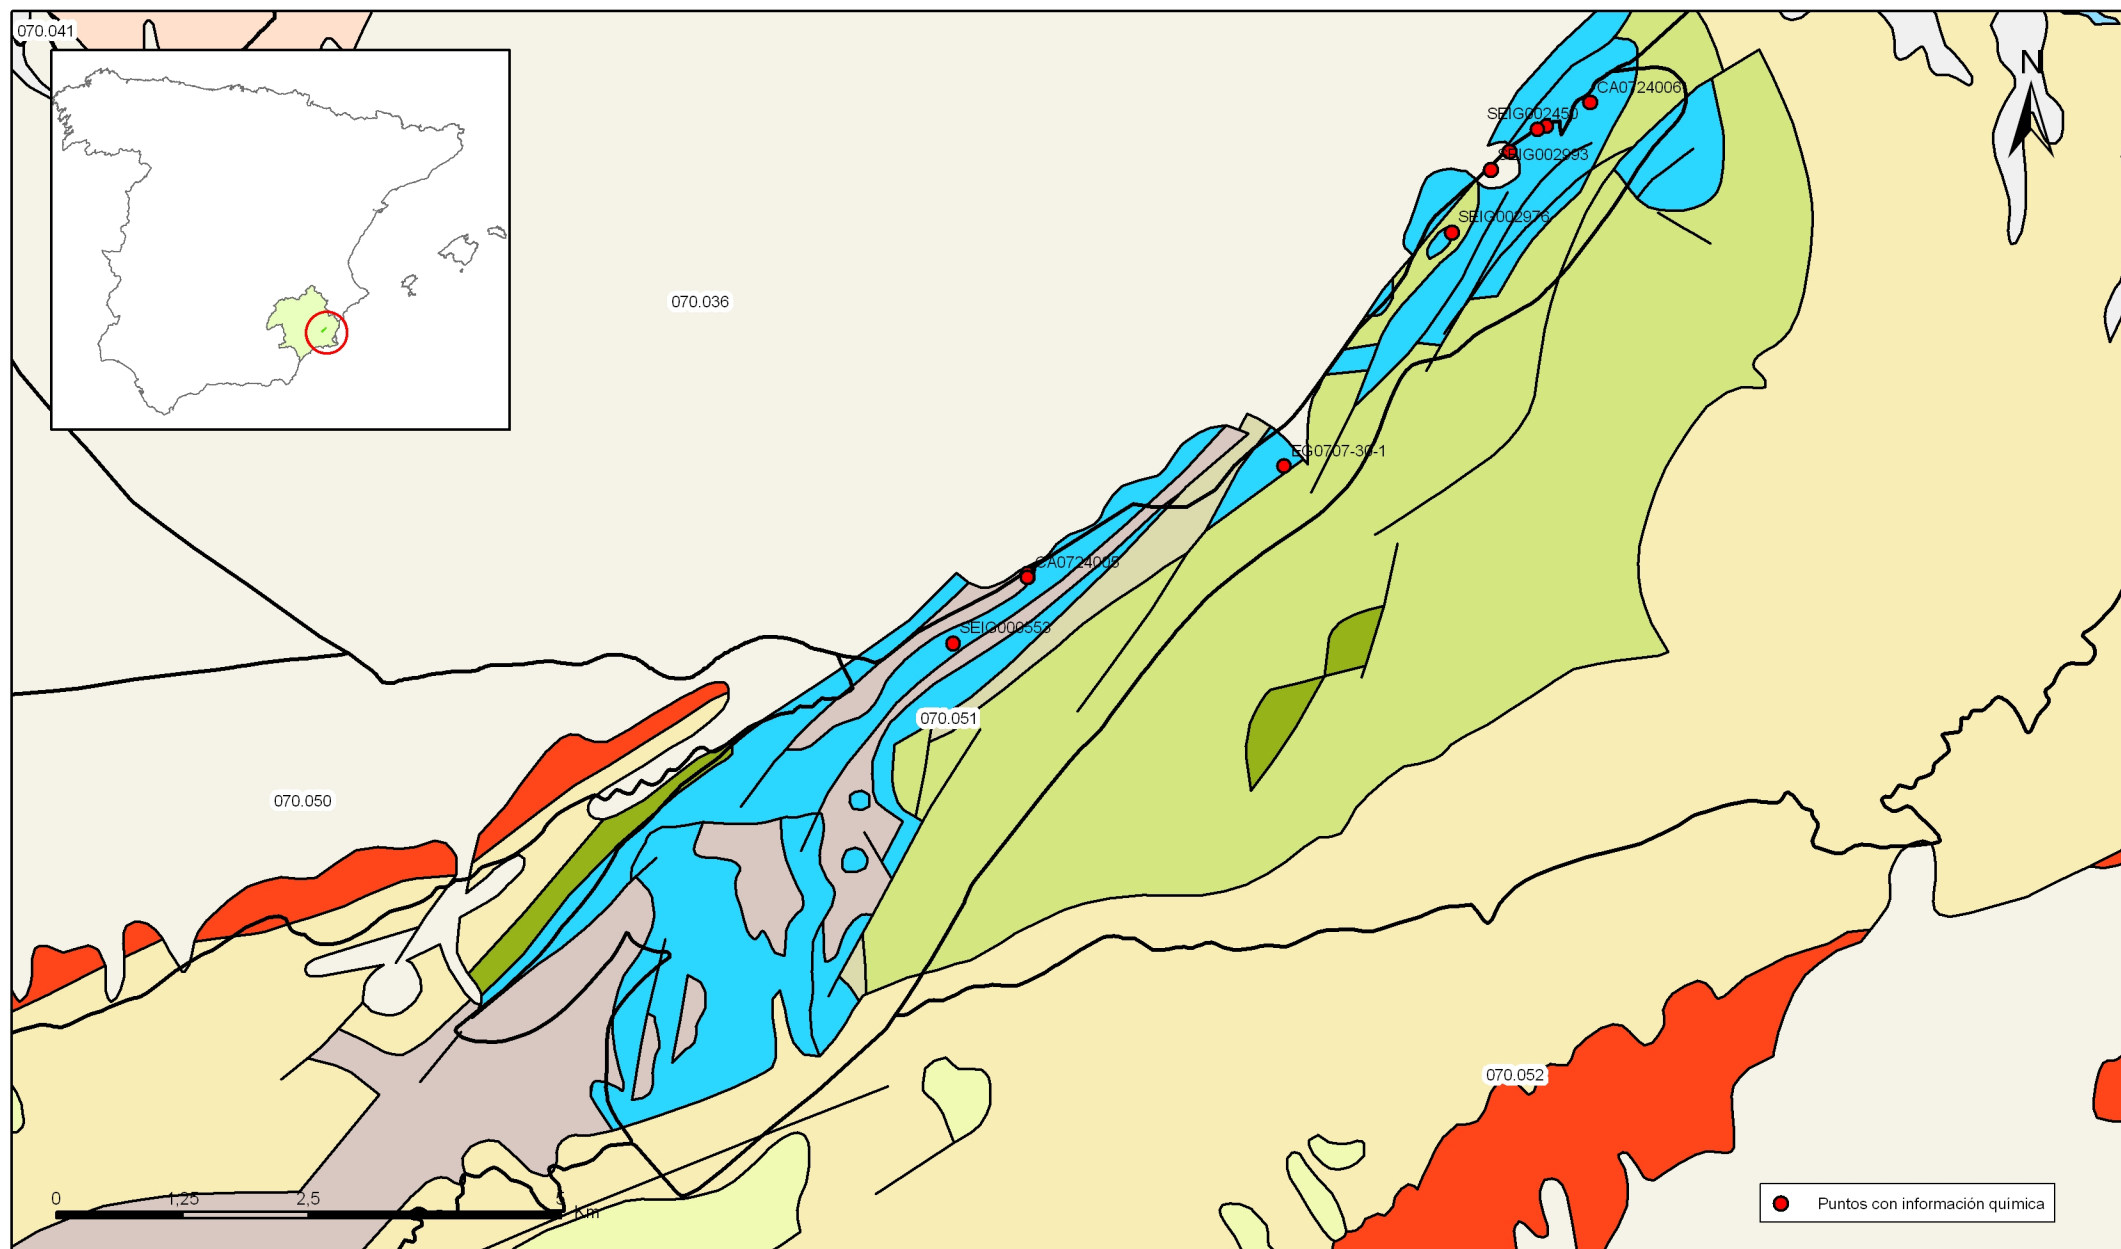 070.041
N
CA0724006
SEIG002450
SEIG002993
SEIG002976
070.036
EG0707-30-1
CA0724005
SEIG000553
070.051
070.050
070.052
0 1,25 2,5 5
Km
Puntos con información química